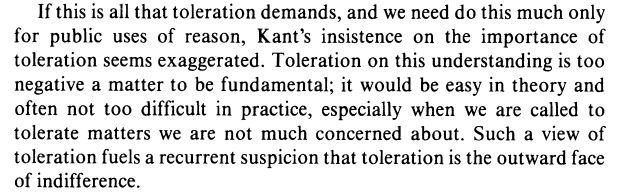 If this is all that toleration demands, and we need do this much only
for public uses of reason, Kant's insistence on the importance of
toleration seems exaggerated. Toleration on this understanding is too
negative a matter to be fundamental; it would be easy in theory and
often not too difficult in practice, especially when we are called to
tolerate matters we are not much concerned about. Such a view of
toleration fuels a recurrent suspicion that toleration is the outward face
of indifference.